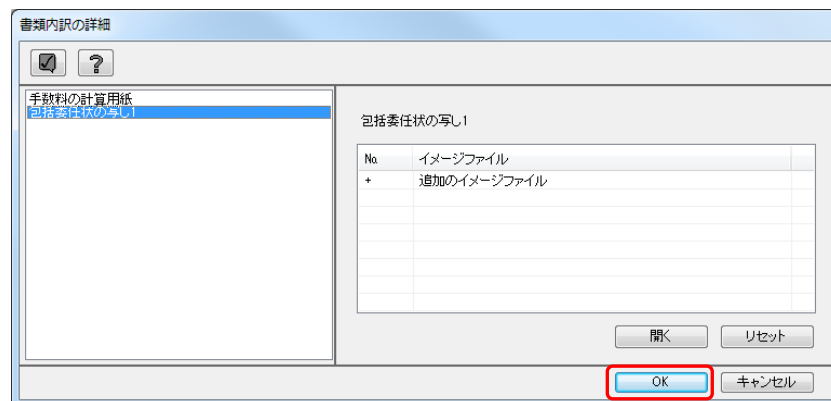 書類内訳の詳細
?
手数料の計算用紙
包括委任状の写し1
包括委任状の写し1
No. イメージファイル
+ 追加のイメージファイル
開く リセット
OK キャンセル